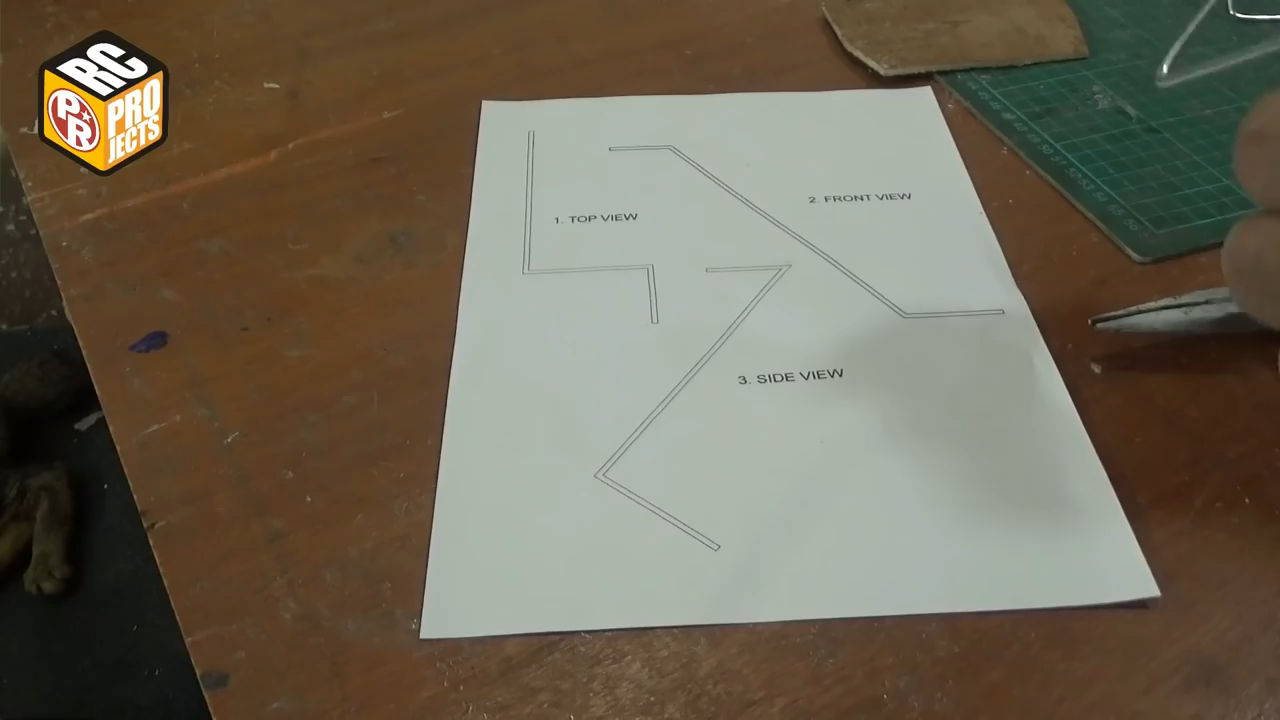 RC
PR
PRO
JECTS
1. TOP VIEW
2. FRONT VIEW
3. SIDE VIEW